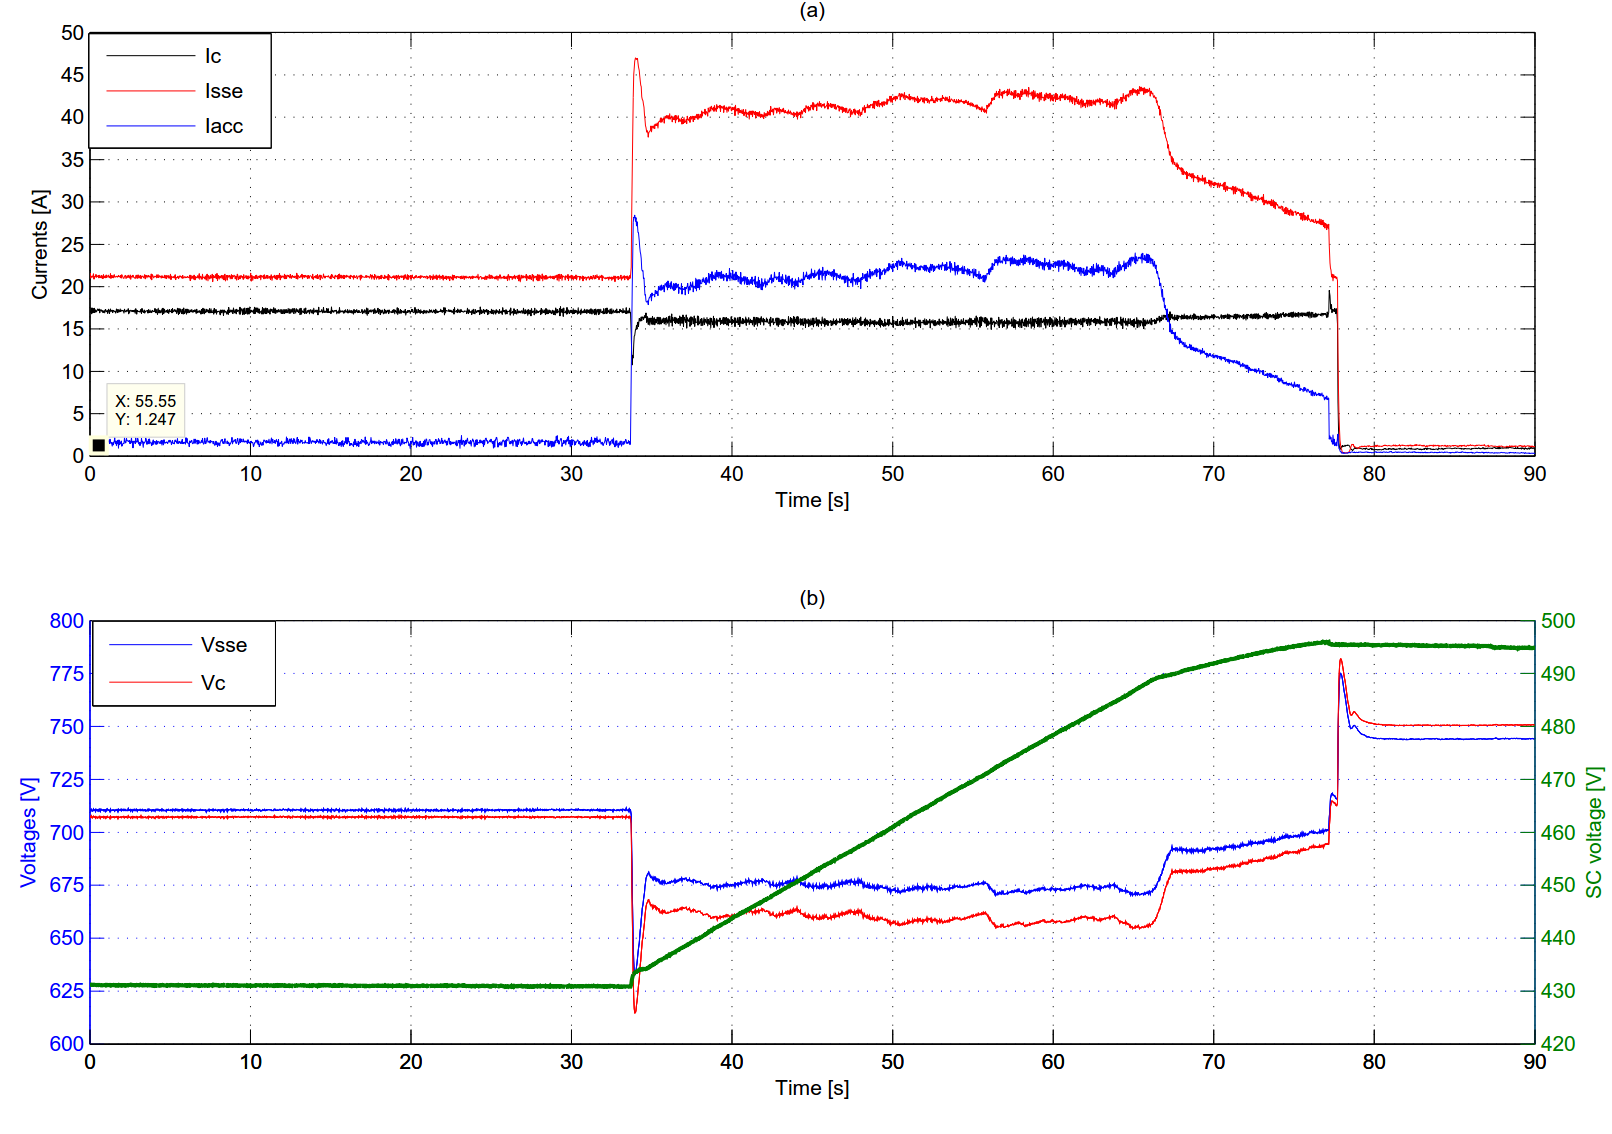 (a)
50
45
40
35
30
25
20
15
10
5
0
Currents [A]
Ic
Isse
Iacc
X: 55.55
Y: 1.247
0 10 20 30 40 50 60 70 80 90
Time [s]
(b)
800
775
750
725
700
675
650
625
600
Voltages [V]
Vsse
Vc
500
490
480
470
460
450
440
430
420
SC voltage [V]
0 10 20 30 40 50 60 70 80 90
Time [s]